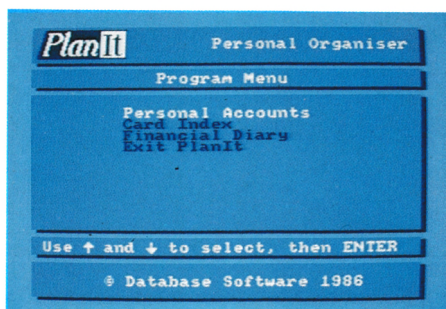 PlanIt Personal Organiser
Program Menu
Personal Accounts
Card Index
Financial Diary
Exit PlanIt
Use ↑ and ↓ to select, then ENTER
© Database Software 1986